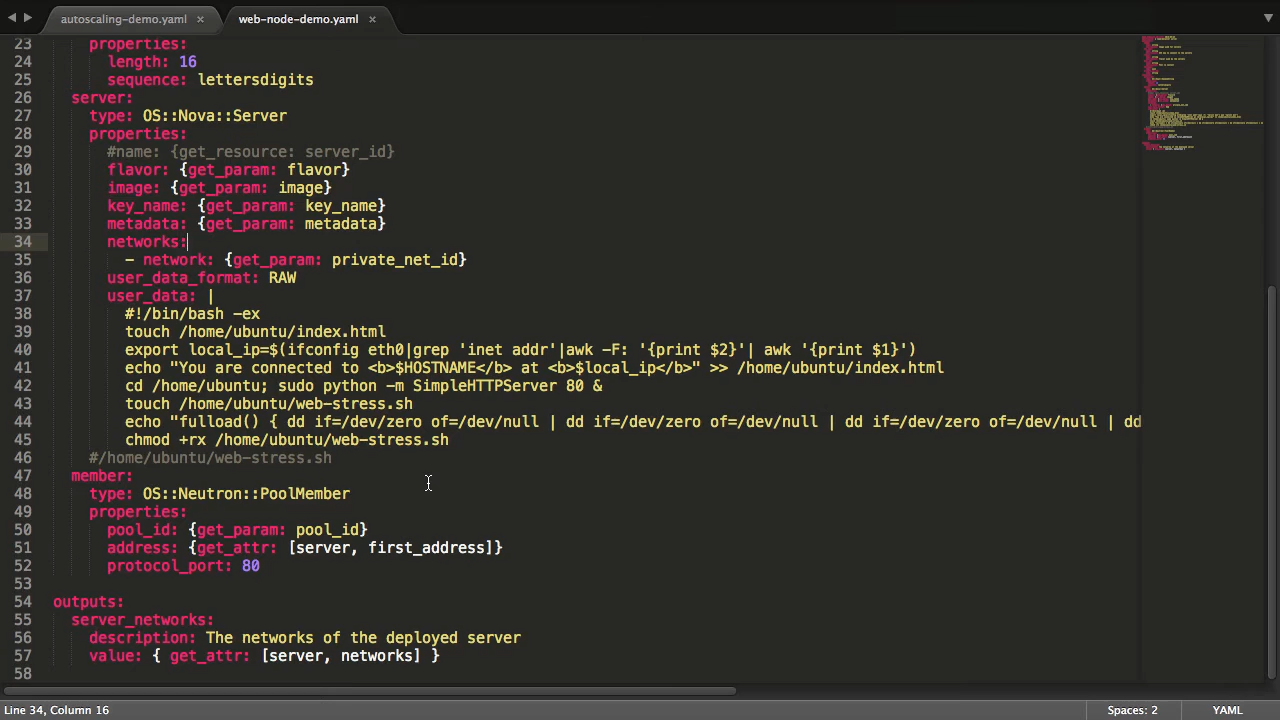 autoscaling-demo.yaml × web-node-demo.yaml ×
23 properties:
24 length: 16
25 sequence: lettersdigits
26 server:
27 type: OS::Nova::Server
28 properties:
29 #name: {get_resource: server_id}
30 flavor: {get_param: flavor}
31 image: {get_param: image}
32 key_name: {get_param: key_name}
33 metadata: {get_param: metadata}
34 networks:
35 - network: {get_param: private_net_id}
36 user_data_format: RAW
37 user_data: |
38 #!/bin/bash -ex
39 touch /home/ubuntu/index.html
40 export local_ip=$(ifconfig eth0|grep 'inet addr'|awk -F: '{print $2}'| awk '{print $1}')
41 echo "You are connected to <b>$HOSTNAME</b> at <b>$local_ip</b>" >> /home/ubuntu/index.html
42 cd /home/ubuntu; sudo python -m SimpleHTTPServer 80 &
43 touch /home/ubuntu/web-stress.sh
44 echo "fullload() { dd if=/dev/zero of=/dev/null | dd if=/dev/zero of=/dev/null | dd if=/dev/zero of=/dev/null | dd
45 chmod +rx /home/ubuntu/web-stress.sh
46 #/home/ubuntu/web-stress.sh
47 member:
48 type: OS::Neutron::PoolMember
49 properties:
50 pool_id: {get_param: pool_id}
51 address: {get_attr: [server, first_address]}
52 protocol_port: 80
53
54 outputs:
55 server_networks:
56 description: The networks of the deployed server
57 value: { get_attr: [server, networks] }
58
Line 34, Column 16 Spaces: 2 YAML